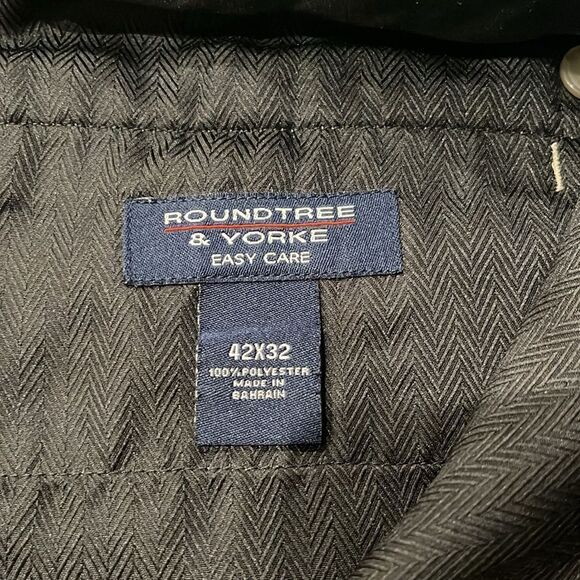 ROUNDTREE
& YORKE
EASY CARE
42X32
100% POLYESTER
MADE IN
BAHRAIN